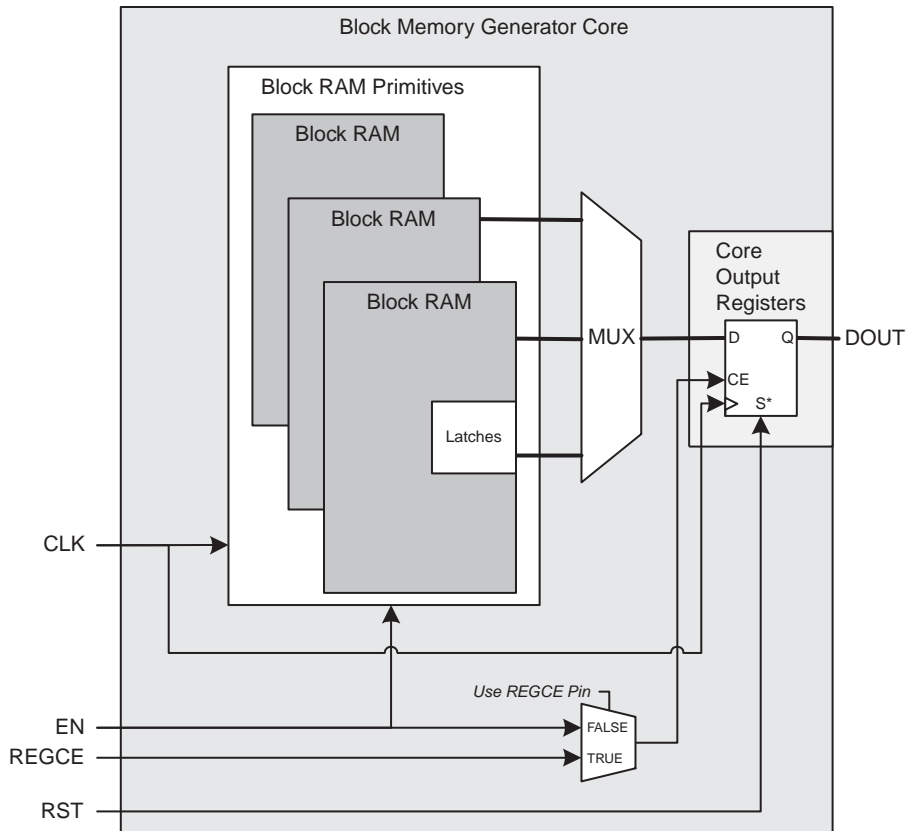 Block Memory Generator Core
Block RAM Primitives
Block RAM
Block RAM
Block RAM
Latches
MUX
Core
Output
Registers
D
Q
CE
S*
DOUT
CLK
EN
REGCE
RST
Use REGCE Pin
FALSE
TRUE